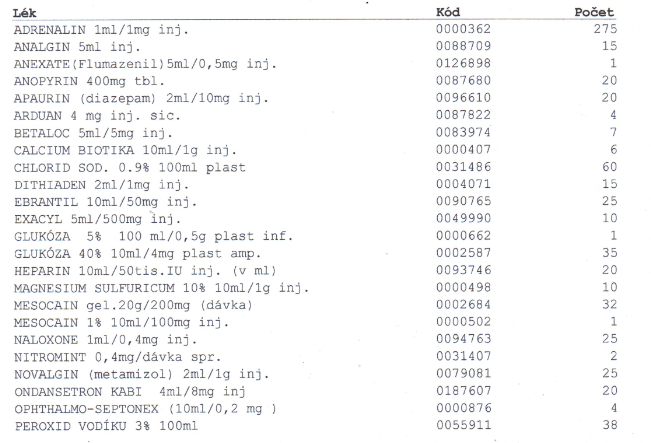 Lék Kód Počet
ADRENALIN 1ml/1mg inj. 0000362 275
ANALGIN 5ml inj. 0088709 15
ANEXATE(Flumazenil)5ml/0,5mg inj. 0126898 1
ANOPYRIN 400mg tbl. 0087680 20
APAURIN (diazepam) 2ml/10mg inj. 0096610 20
ARDUAN 4 mg inj. sic. 0087822 4
BETALOC 5ml/5mg inj. 0083974 7
CALCIUM BIOTIKA 10ml/1g inj. 0000407 6
CHLORID SOD. 0.9% 100ml plast 0031486 60
DITHIADEN 2ml/1mg inj. 0004071 15
EBRANTIL 10ml/50mg inj. 0090765 25
EXACYL 5ml/500mg inj. 0049990 10
GLUKÓZA 5% 100 ml/0,5g plast inf. 0000662 1
GLUKÓZA 40% 10ml/4mg plast amp. 0002587 35
HEPARIN 10ml/50tis.IU inj. (v ml) 0093746 20
MAGNESIUM SULFURICUM 10% 10ml/1g inj. 0000498 10
MESOCAIN gel.20g/200mg (dávka) 0002684 32
MESOCAIN 1% 10ml/100mg inj. 0000502 1
NALOXONE 1ml/0,4mg inj. 0094763 25
NITROMINT 0,4mg/dávka spr. 0031407 2
NOVALGIN (metamizol) 2ml/1g inj. 0079081 25
ONDANSETRON KABI 4ml/8mg inj 0187607 20
OPHTHALMO-SEPTONEX (10ml/0,2 mg ) 0000876 4
PEROXID VODÍKU 3% 100ml 0055911 38